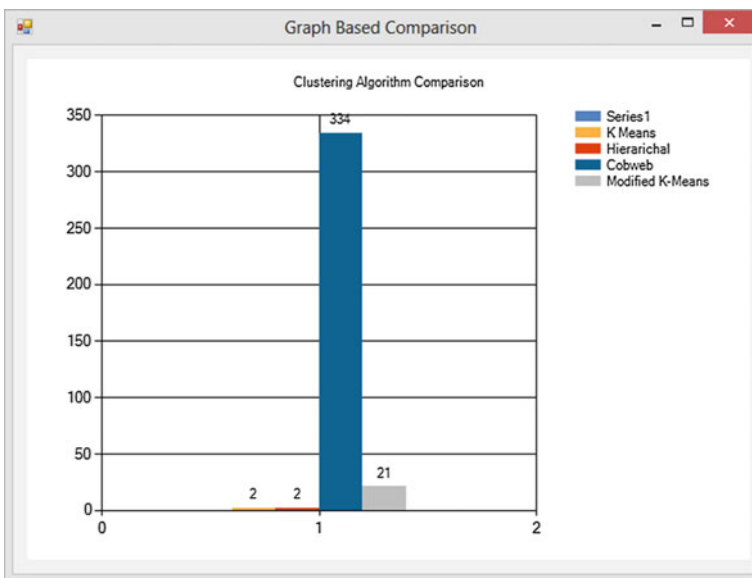 Graph Based Comparison
Clustering Algorithm Comparison
350
300
250
200
150
100
50
0
334
2
2
21
0
1
2
Series1
K Means
Hierarichal
Cobweb
Modified K-Means